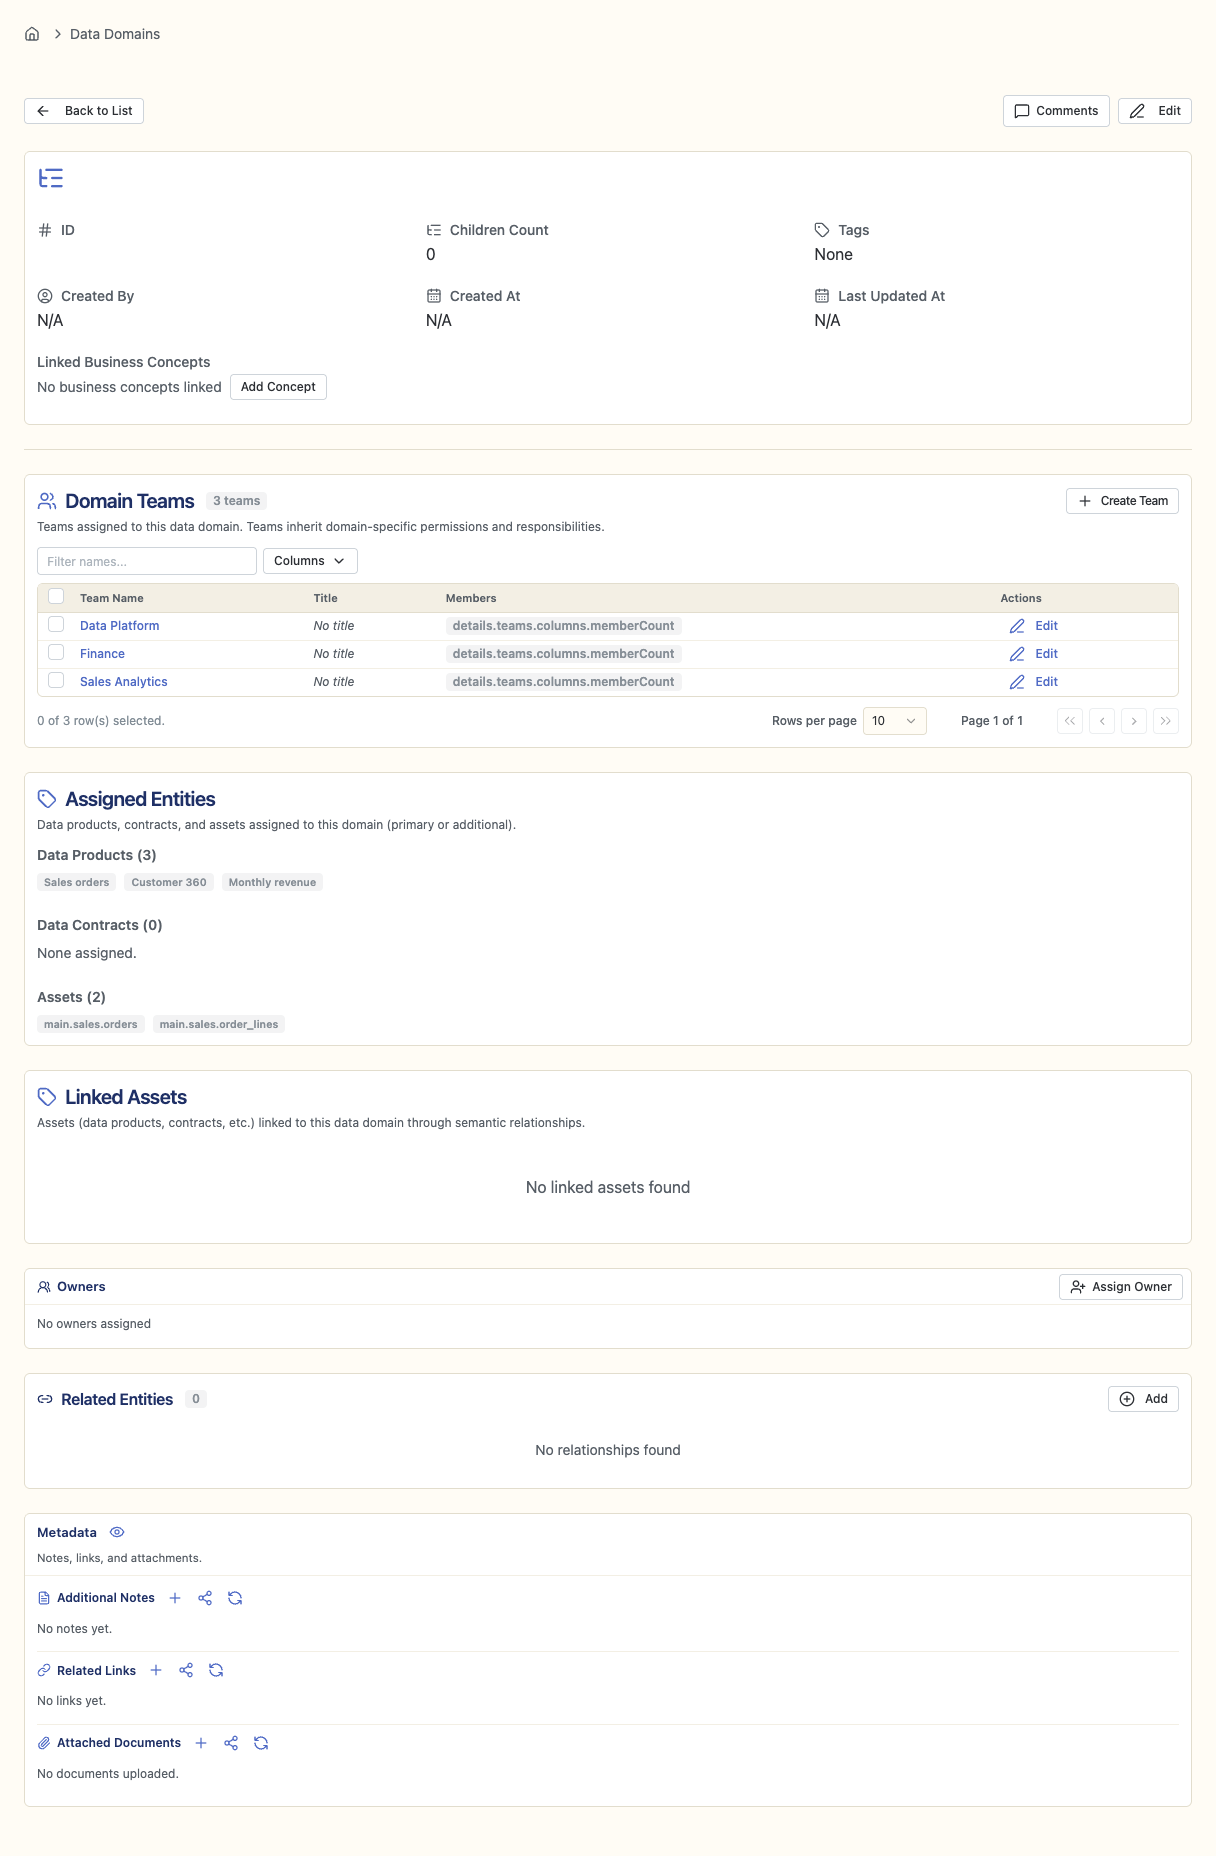 Data Domains
Back to List
Comments
Edit
ID
Children Count
Tags
0
None
Created By
Created At
Last Updated At
N/A
N/A
N/A
Linked Business Concepts
No business concepts linked
Add Concept
Domain Teams
3 teams
Create Team
Teams assigned to this data domain. Teams inherit domain-specific permissions and responsibilities.
Filter names...
Columns
Team Name
Title
Members
Actions
Data Platform
No title
details.teams.columns.memberCount
Edit
Finance
No title
details.teams.columns.memberCount
Edit
Sales Analytics
No title
details.teams.columns.memberCount
Edit
0 of 3 row(s) selected.
Rows per page
10
Page 1 of 1
Assigned Entities
Data products, contracts, and assets assigned to this domain (primary or additional).
Data Products (3)
Sales orders
Customer 360
Monthly revenue
Data Contracts (0)
None assigned.
Assets (2)
main.sales.orders
main.sales.order_lines
Linked Assets
Assets (data products, contracts, etc.) linked to this data domain through semantic relationships.
No linked assets found
Owners
Assign Owner
No owners assigned
Related Entities
0
Add
No relationships found
Metadata
Notes, links, and attachments.
Additional Notes
No notes yet.
Related Links
No links yet.
Attached Documents
No documents uploaded.